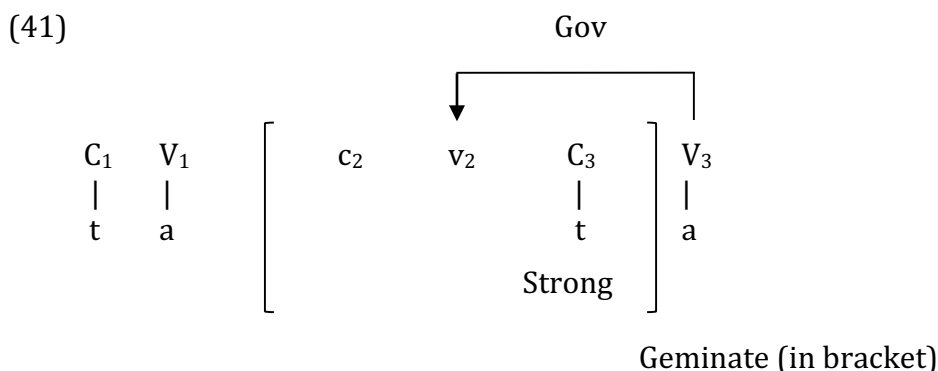 (41) Gov
C₁ V₁ c₂ v₂ C₃ V₃
t a t a
Strong
Geminate (in bracket)